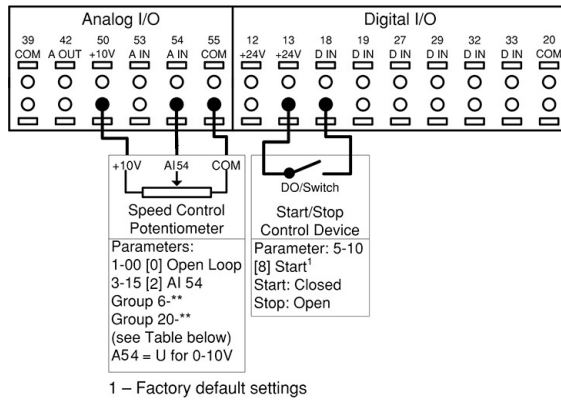 Analog I/O
Digital I/O
39 42 50 53 54 55 12 13 18 19 27 29 32 33 20
COM A OUT +10V A IN A IN COM +24V +24V D IN D IN D IN D IN D IN D IN COM
+10V AI54 COM
DO/Switch
Speed Control
Potentiometer
Start/Stop
Control Device
Parameters:
1-00 [0] Open Loop
3-15 [2] AI 54
Group 6-**
Group 20-**
(see Table below)
A54 = U for 0-10V
Parameter: 5-10
[8] Start¹
Start: Closed
Stop: Open
1 – Factory default settings